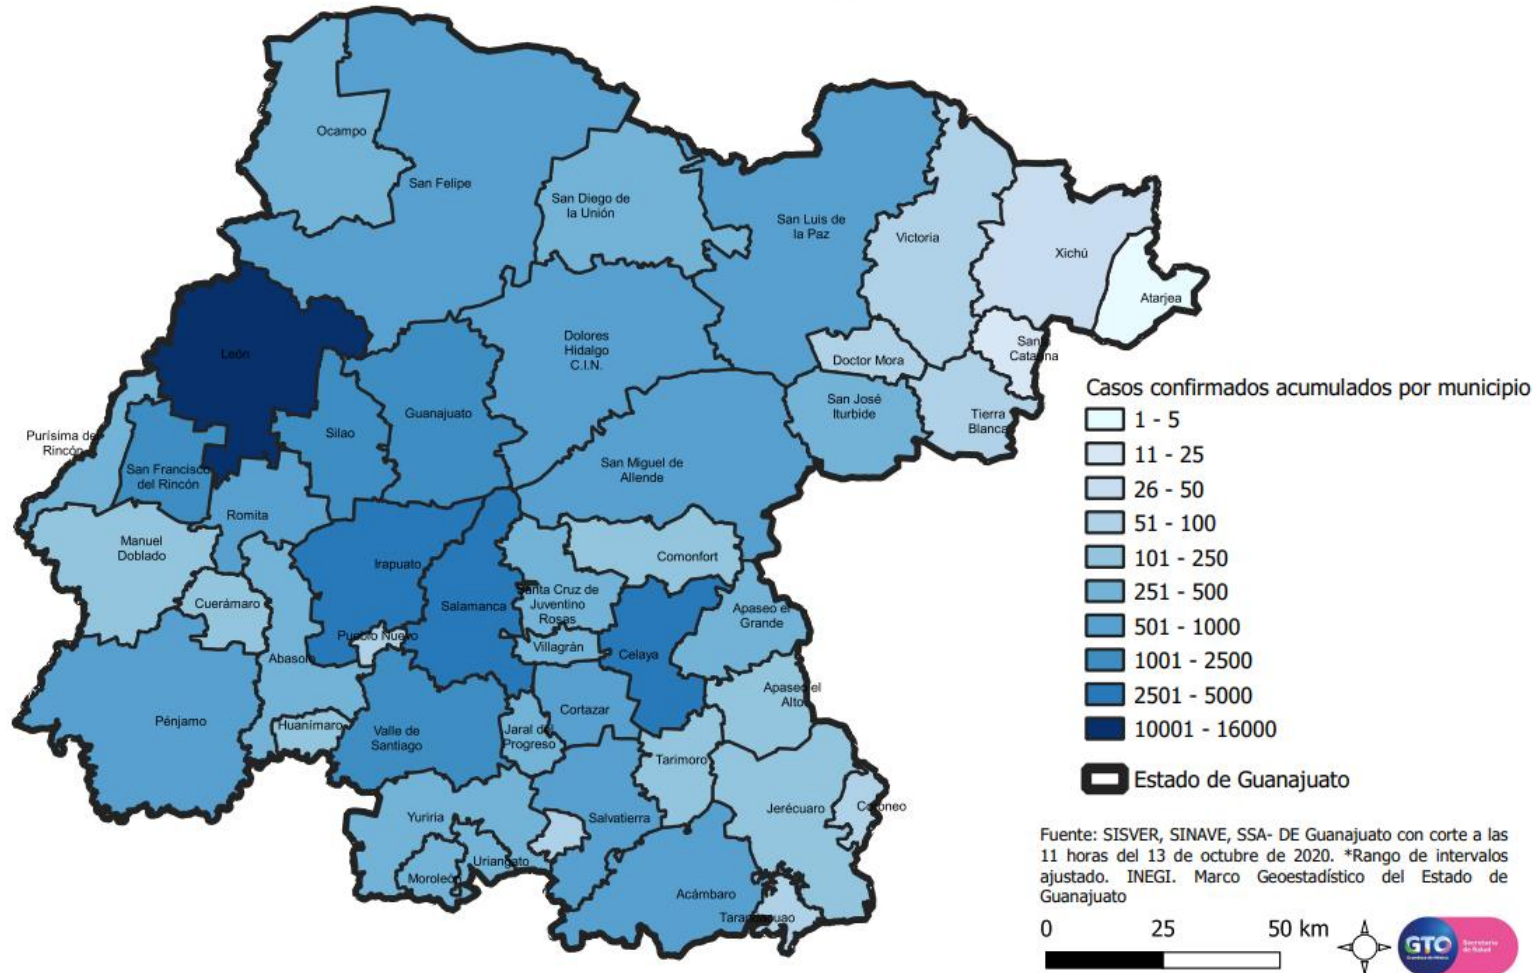 Ocampo
San Felipe
San Diego de
la Unión
San Luis de
la Paz
Victoria
Xichú
Atarjea
León
Dolores
Hidalgo
C.I.N.
Doctor Mora
Santa
Catarina
Guanajuato
San José
Iturbide
Tierra
Blanca
Purísima del
Rincón
Silao
San Francisco
del Rincón
San Miguel de
Allende
Romita
Manuel
Doblado
Irapuato
Comonfort
Cuerámaro
Salamanca
Santa Cruz de
Juventino
Rosas
Apaseo el
Grande
Pueblo Nuevo
Villagrán
Celaya
Abasolo
Apaseo el
Alto
Pénjamo
Huanímaro
Valle de
Santiago
Jaral del
Progreso
Cortazar
Tarimoro
Yuriria
Salvatierra
Jerécuaro
Coroneo
Uriangato
Moroleón
Acámbaro
Tarandacuao
Casos confirmados acumulados por municipio
1 - 5
11 - 25
26 - 50
51 - 100
101 - 250
251 - 500
501 - 1000
1001 - 2500
2501 - 5000
10001 - 16000
Estado de Guanajuato
Fuente: SISVER, SINAVE, SSA- DE Guanajuato con corte a las
11 horas del 13 de octubre de 2020. *Rango de intervalos
ajustado. INEGI. Marco Geoestadístico del Estado de
Guanajuato
0 25 50 km
GTO
Secretaría
de Salud